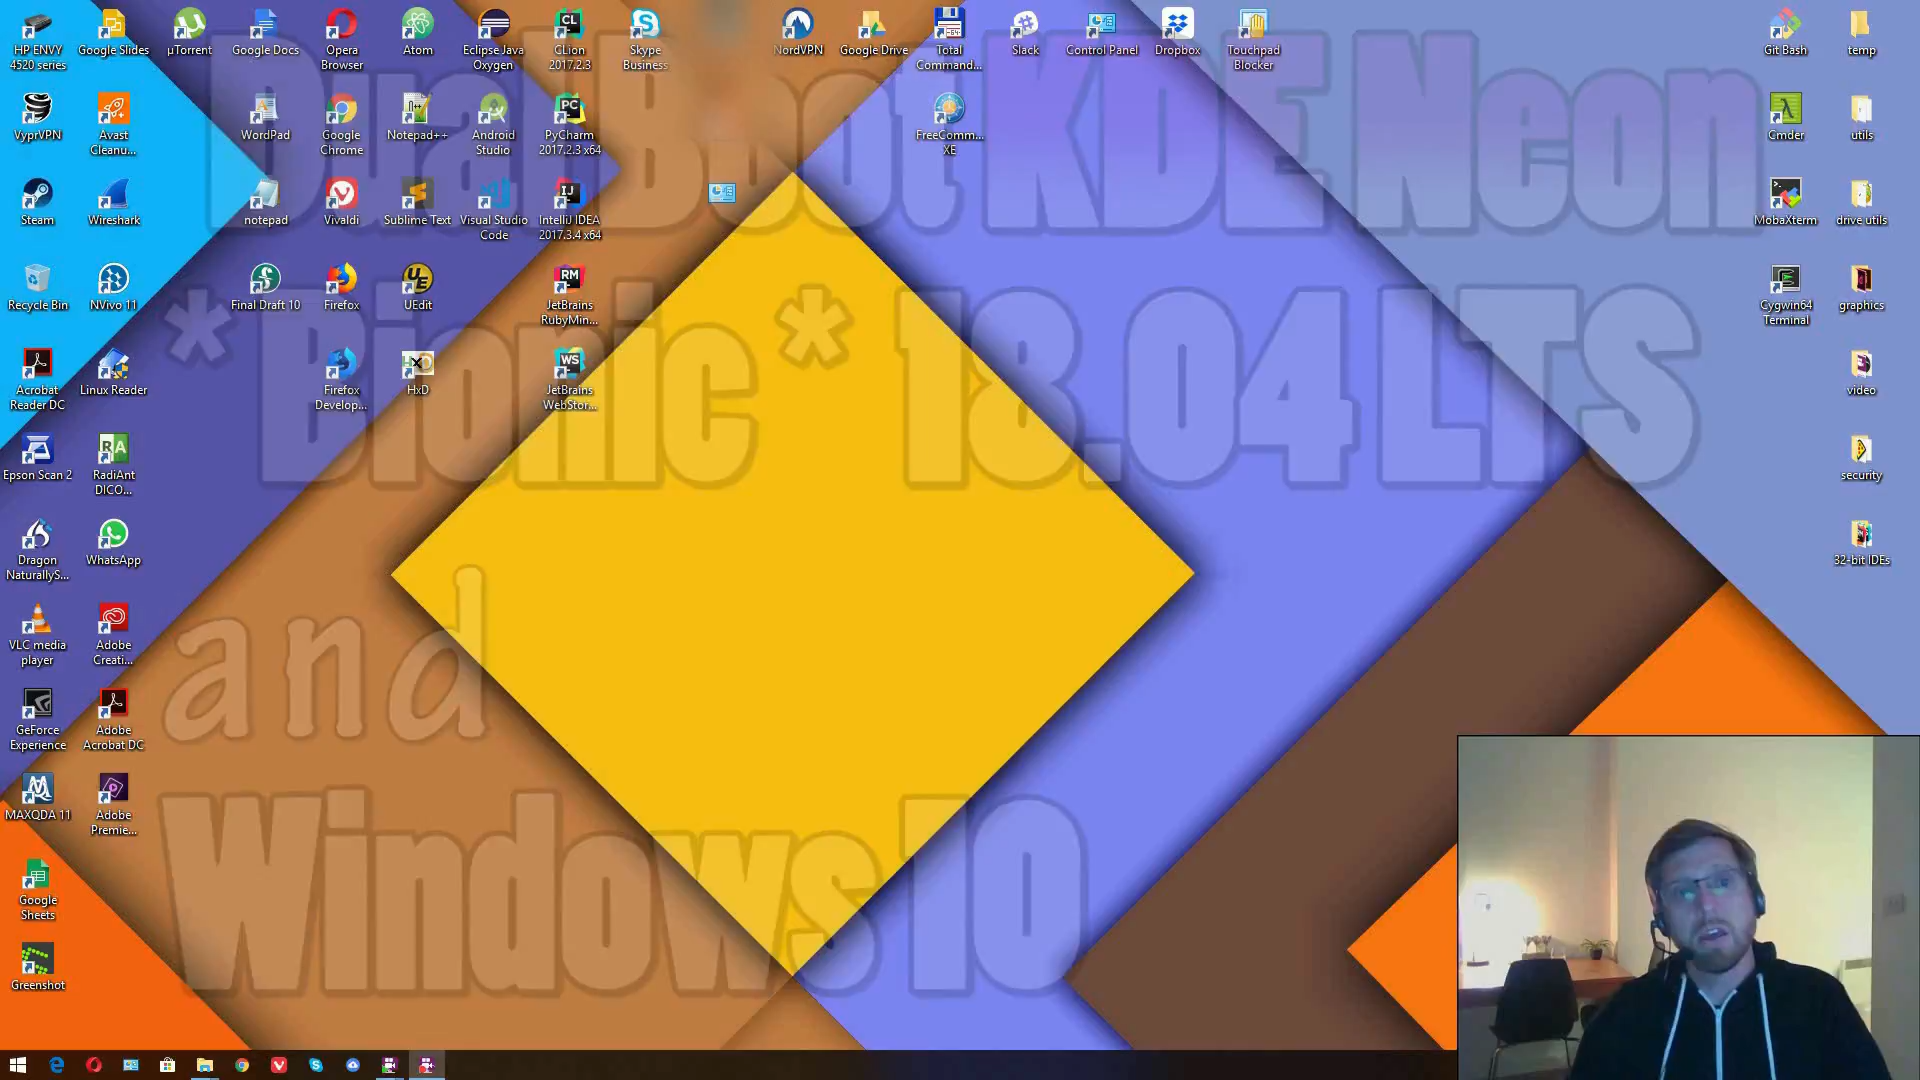 Dual Boot KDE Neon
* Bionic * 18.04 LTS
and
Windows 10
HP ENVY
4520 series
Google Slides
µTorrent
Google Docs
Opera
Browser
Atom
Eclipse Java
Oxygen
CLion
2017.2.3
Skype
Business
NordVPN
Google Drive
Total
Command...
Slack
Control Panel
Dropbox
Touchpad
Blocker
Git Bash
temp
VyprVPN
Avast
Cleanu...
WordPad
Google
Chrome
Notepad++
Android
Studio
PyCharm
2017.2.3 x64
FreeComm...
XE
Cmder
utils
Steam
Wireshark
notepad
Vivaldi
Sublime Text
Visual Studio
Code
IntelliJ IDEA
2017.3.4 x64
MobaXterm
drive utils
Recycle Bin
NVivo 11
Final Draft 10
Firefox
UEdit
JetBrains
RubyMin...
Cygwin64
Terminal
graphics
Acrobat
Reader DC
Linux Reader
Firefox
Develop...
HxD
JetBrains
WebStor...
video
Epson Scan 2
RadiAnt
DICO...
security
Dragon
NaturallyS...
WhatsApp
32-bit IDEs
VLC media
player
Adobe
Creati...
GeForce
Experience
Adobe
Acrobat DC
MAXQDA 11
Adobe
Premie...
Google
Sheets
Greenshot